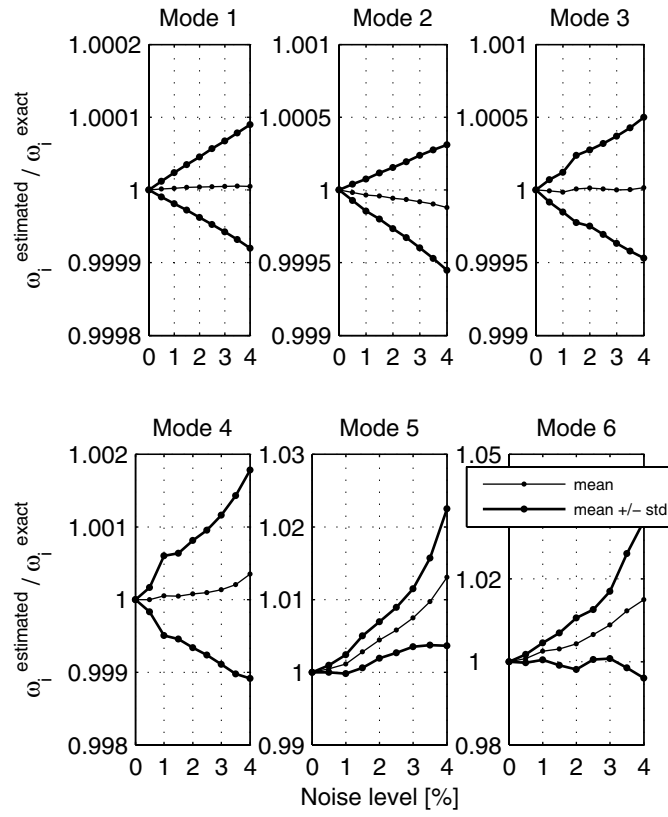 Mode 1
Mode 2
Mode 3
1.0002
1.0001
1
0.9999
0.9998
1.001
1.0005
1
0.9995
0.999
1.001
1.0005
1
0.9995
0.999
ω_i^estimated / ω_i^exact
0 1 2 3 4
0 1 2 3 4
0 1 2 3 4
Mode 4
Mode 5
Mode 6
1.002
1.001
1
0.999
0.998
1.03
1.02
1.01
1
0.99
1.05
1.02
1
0.98
mean
mean +/− std
ω_i^estimated / ω_i^exact
0 1 2 3 4
0 1 2 3 4
0 1 2 3 4
Noise level [%]